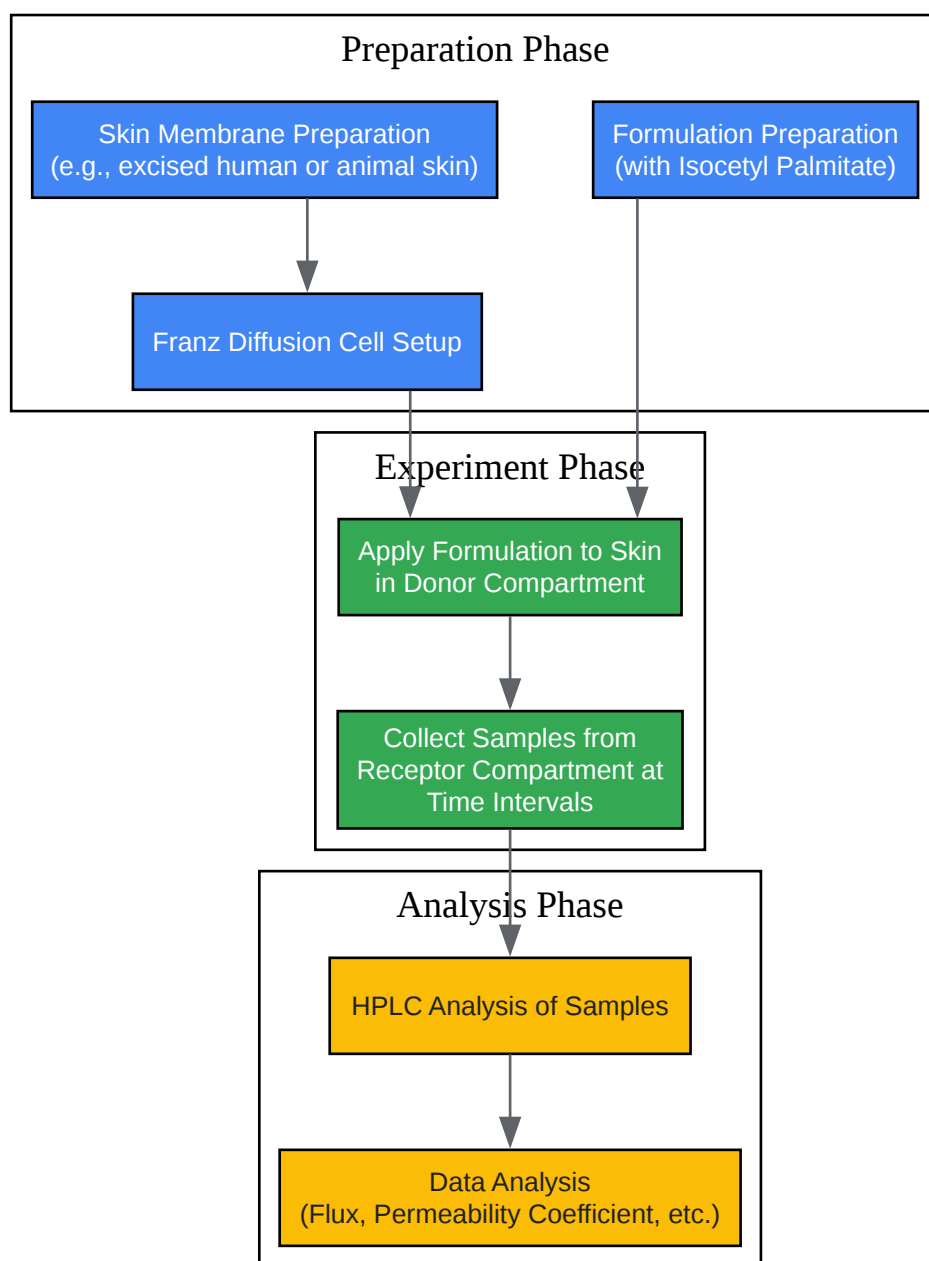 Preparation Phase
Skin Membrane Preparation
(e.g., excised human or animal skin)
Formulation Preparation
(with Isocetyl Palmitate)
Franz Diffusion Cell Setup
Experiment Phase
Apply Formulation to Skin
in Donor Compartment
Collect Samples from
Receptor Compartment at
Time Intervals
Analysis Phase
HPLC Analysis of Samples
Data Analysis
(Flux, Permeability Coefficient, etc.)